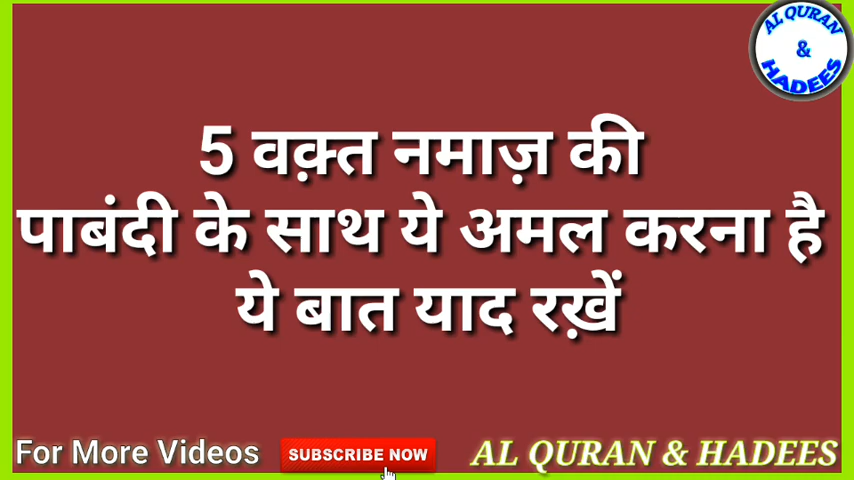 AL QURAN
&
HADEES
5 वक़्त नमाज़ की
पाबंदी के साथ ये अमल करना है
ये बात याद रख़ें
For More Videos SUBSCRIBE NOW AL QURAN & HADEES